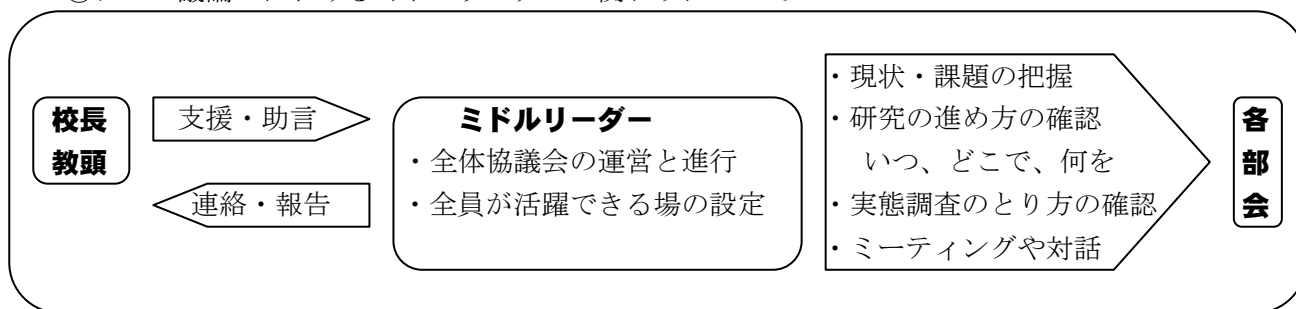 校長
教頭
支援・助言
連絡・報告
ミドルリーダー
・全体協議会の運営と進行
・全員が活躍できる場の設定
・現状・課題の把握
・研究の進め方の確認
いつ、どこで、何を
・実態調査のとり方の確認
・ミーティングや対話
各
部
会